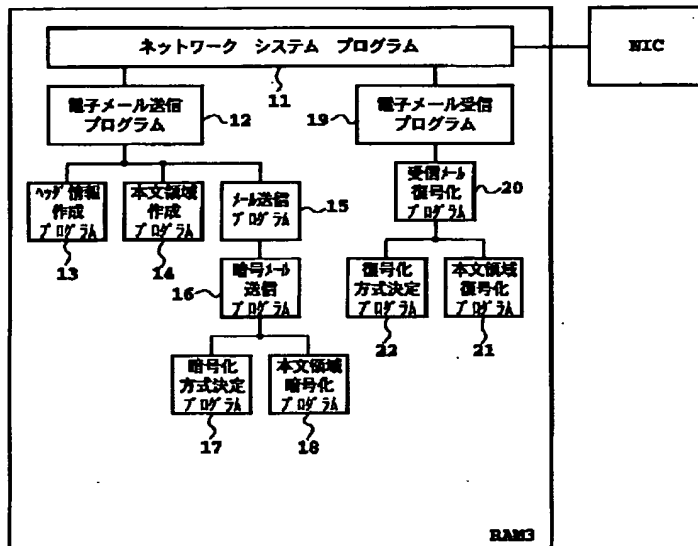 ネットワーク システム プログラム
NIC
11
電子メール送信
プログラム
12
19
電子メール受信
プログラム
ヘッダ情報
作成
プログラム
13
本文領域
作成
プログラム
14
メール送信
プログラム
15
受信メール
復号化
プログラム
20
16
暗号メール
送信
プログラム
復号化
方式決定
プログラム
22
本文領域
復号化
プログラム
21
暗号化
方式決定
プログラム
17
本文領域
暗号化
プログラム
18
RAM3